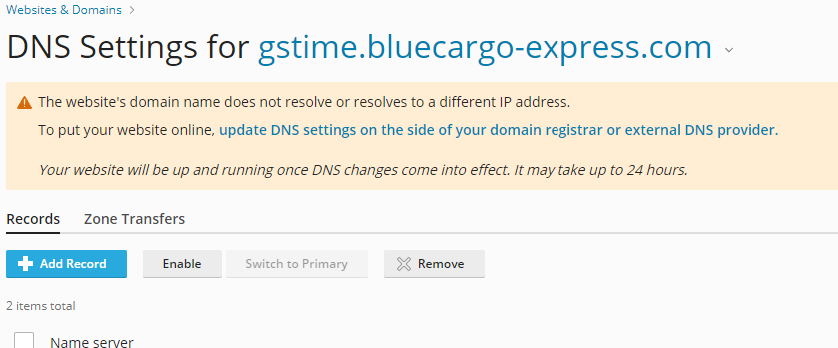 Websites & Domains >
DNS Settings for gstime.bluecargo-express.com
The website's domain name does not resolve or resolves to a different IP address.
To put your website online, update DNS settings on the side of your domain registrar or external DNS provider.
Your website will be up and running once DNS changes come into effect. It may take up to 24 hours.
Records Zone Transfers
Add Record Enable Switch to Primary Remove
2 items total
Name server